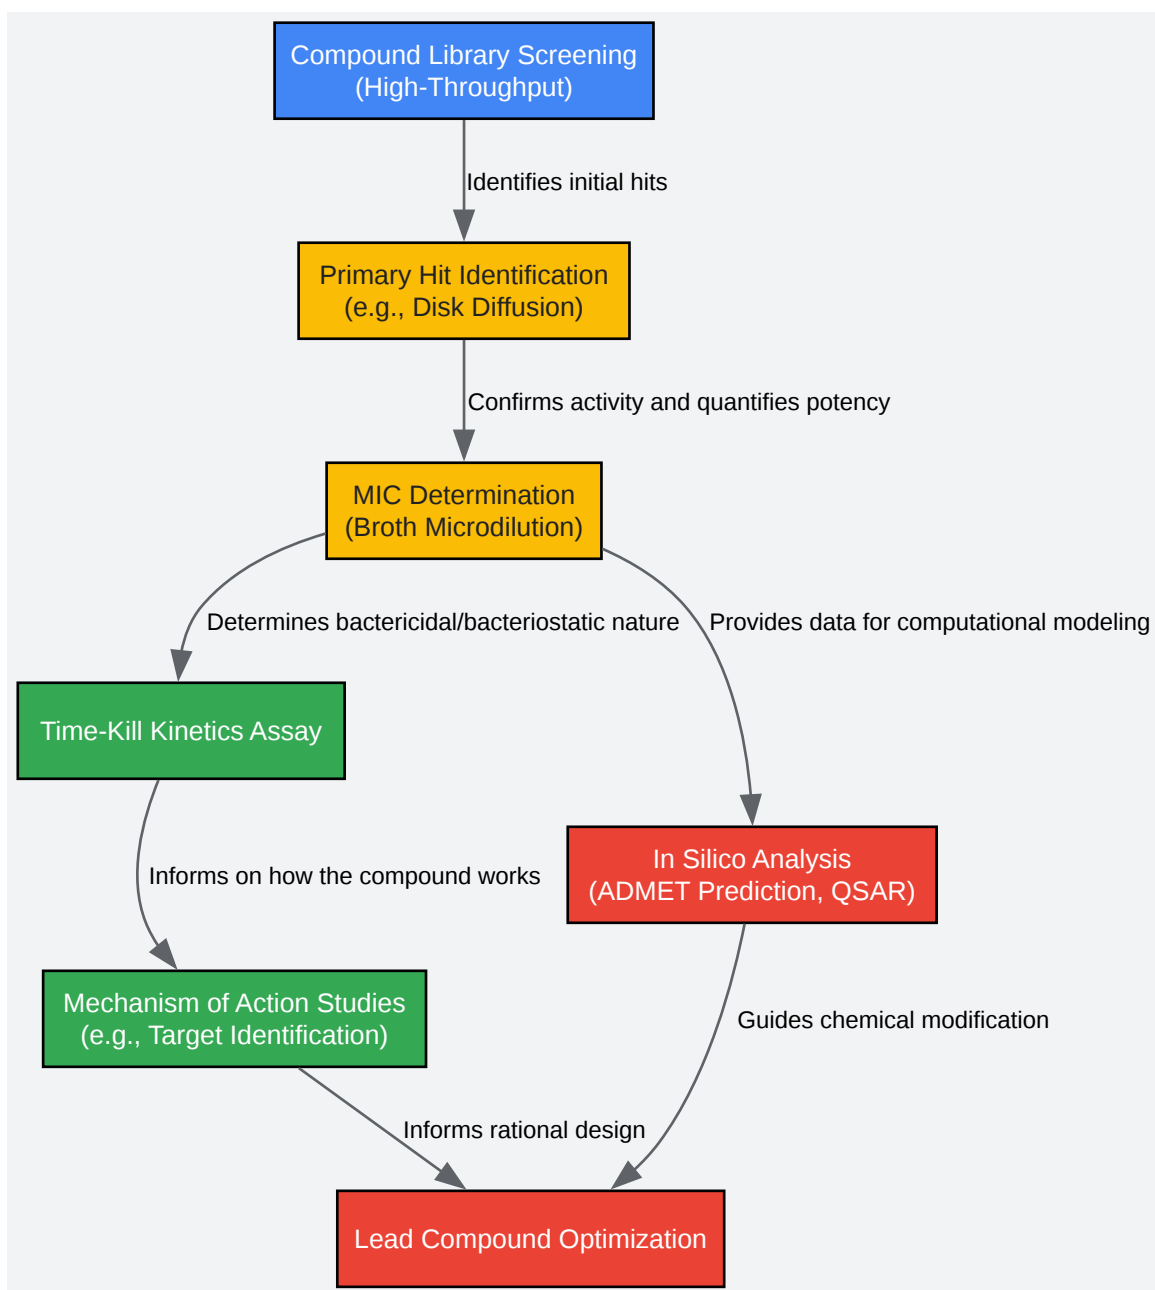 Compound Library Screening
(High-Throughput)
Identifies initial hits
Primary Hit Identification
(e.g., Disk Diffusion)
Confirms activity and quantifies potency
MIC Determination
(Broth Microdilution)
Determines bactericidal/bacteriostatic nature
Provides data for computational modeling
Time-Kill Kinetics Assay
In Silico Analysis
(ADMET Prediction, QSAR)
Informs on how the compound works
Mechanism of Action Studies
(e.g., Target Identification)
Guides chemical modification
Informs rational design
Lead Compound Optimization